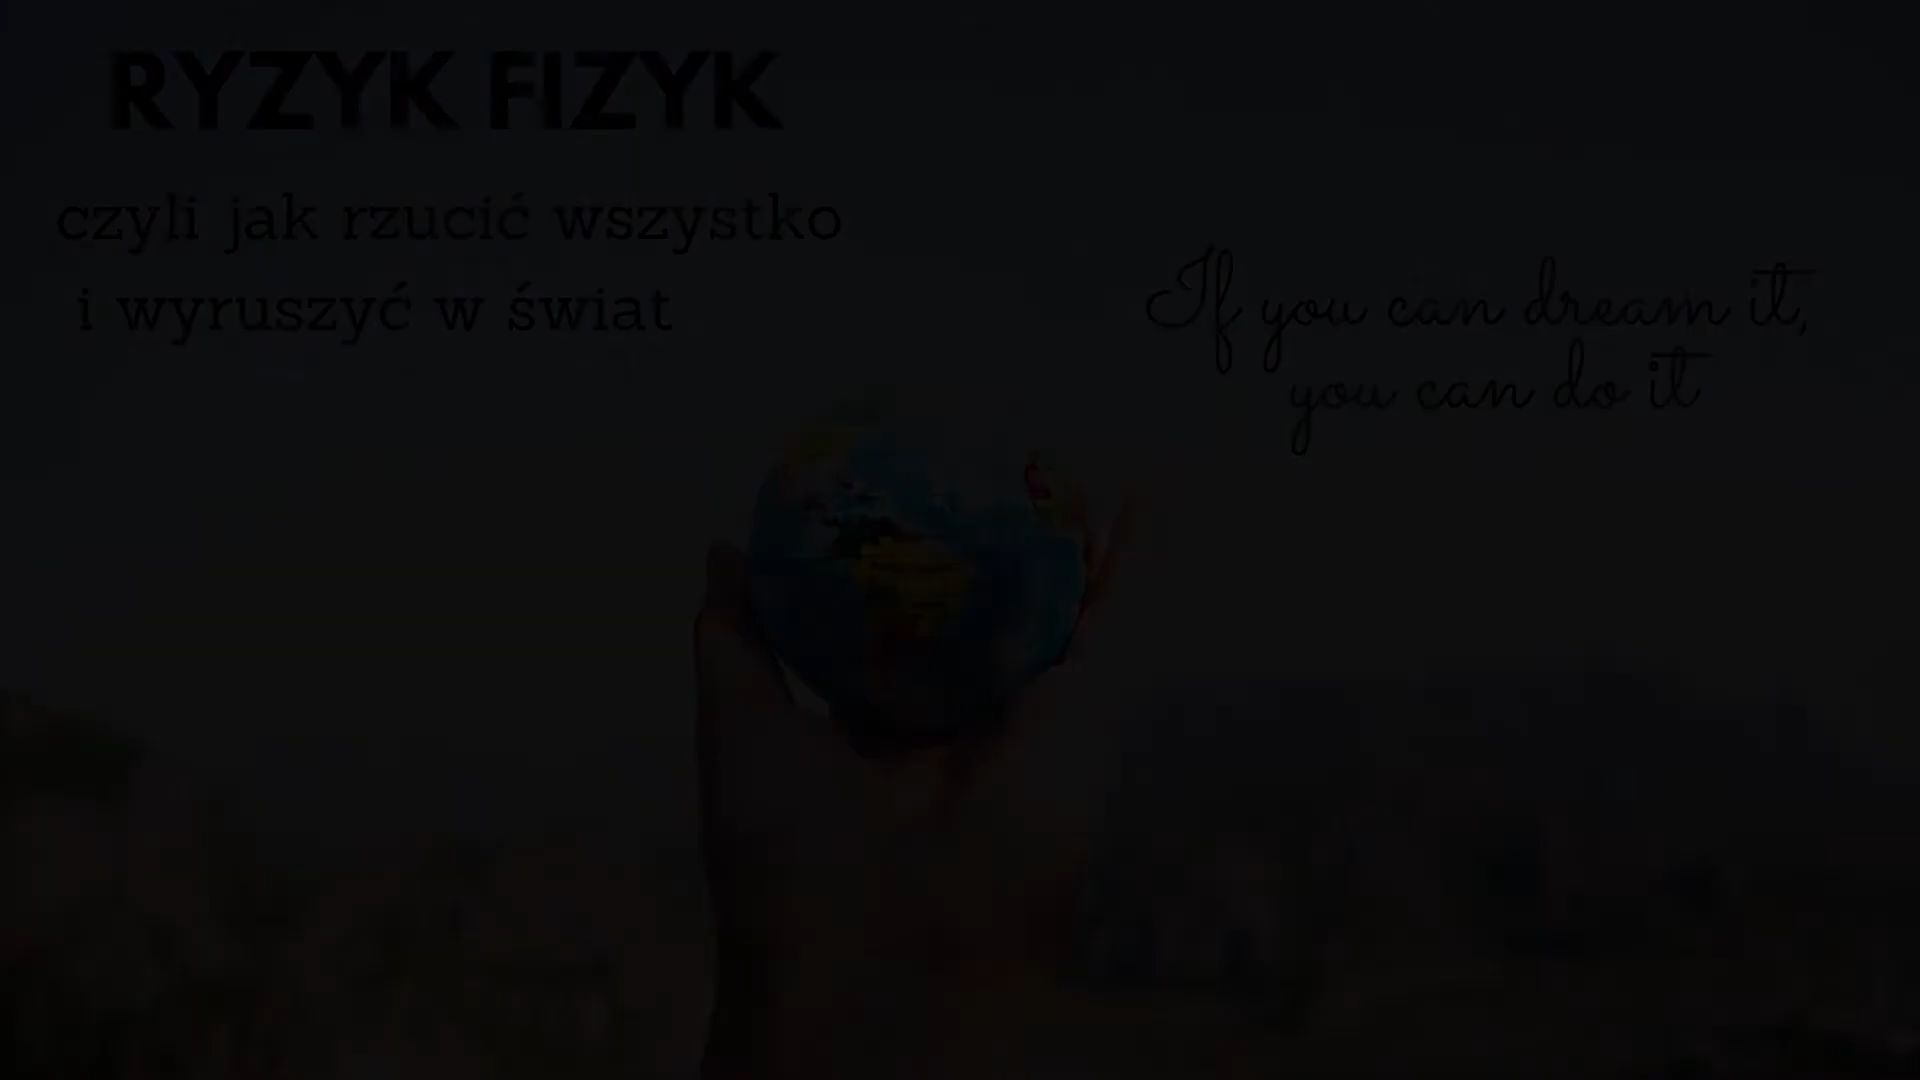 RYZYK FIZYK
czyli jak rzucić wszystko
i wyruszyć w świat
If you can dream it,
you can do it